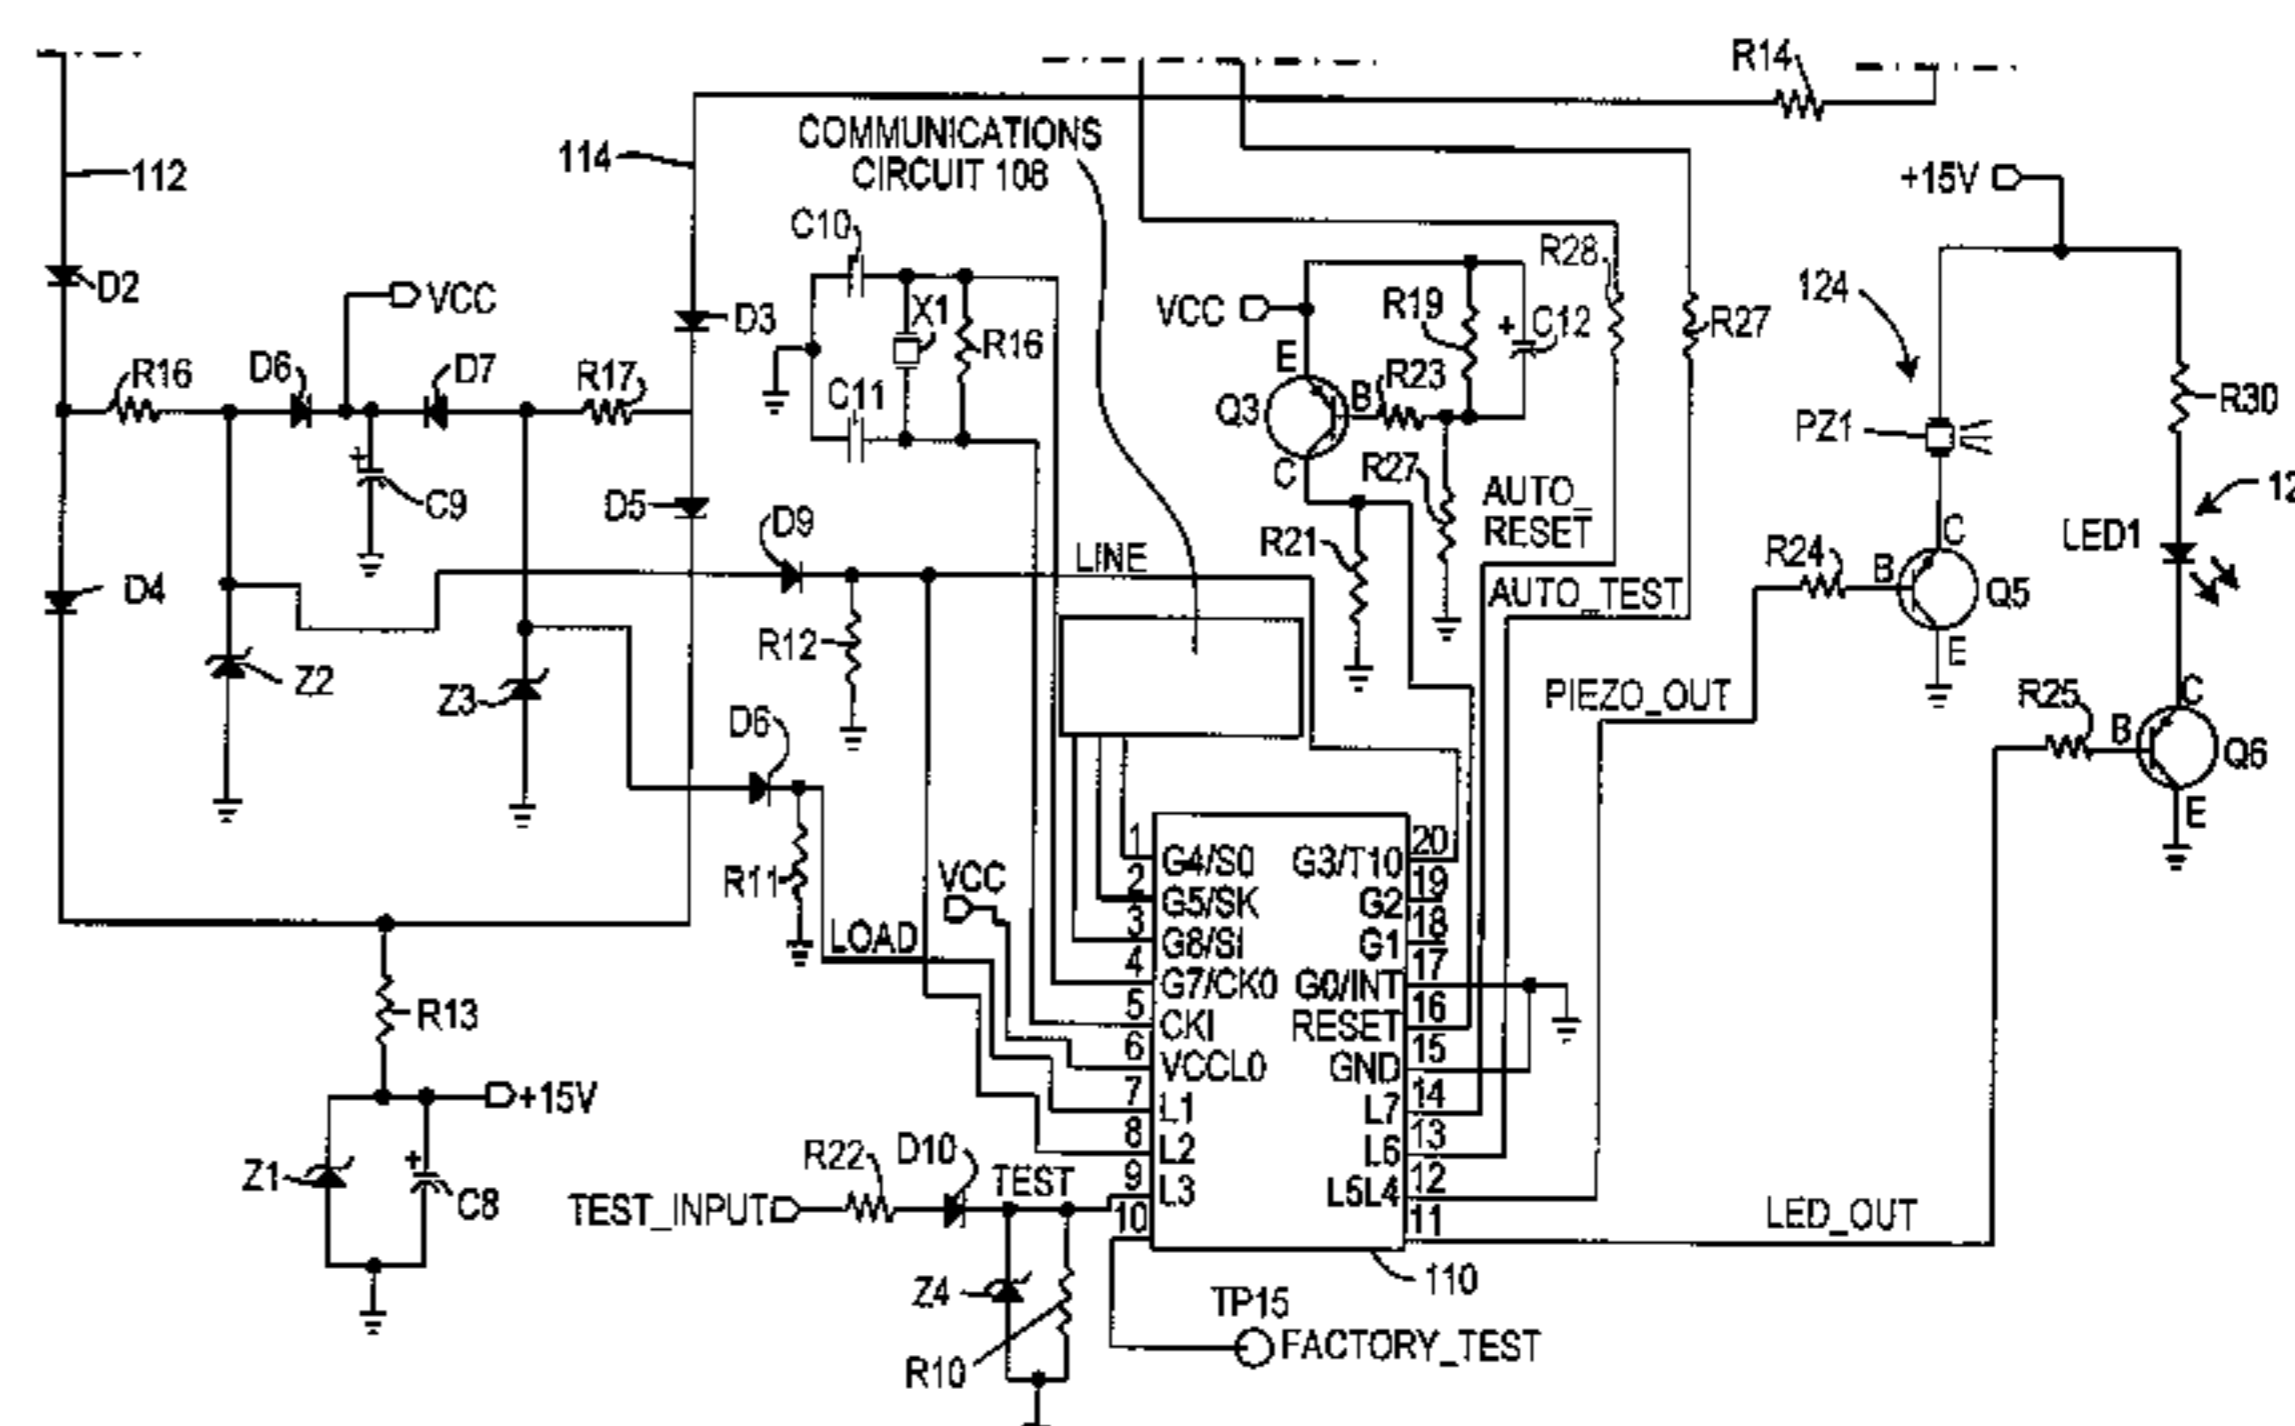 R14
COMMUNICATIONS
CIRCUIT 108
114
112
+15V
C10
R28
124
D2
VCC
D3
X1
R16
VCC
R19
C12
R27
R16
D6
D7
R17
C11
E
Q3
B
R23
PZ1
R30
C
R27
C9
D5
D9
AUTO_
RESET
12
R21
LINE
LED1
R24
C
B
Q5
D4
AUTO_TEST
R12
E
Z2
Z3
PIEZO_OUT
R25
C
D6
B
Q6
E
R11
VCC
LOAD
1 G4/S0 G3/T10 20
2 G5/SK G2 19
3 G8/SI G1 18
4 G7/CK0 G0/INT 17
5 CKI RESET 16
6 VCCL0 GND 15
7 L1 L7 14
8 L2 L6 13
9 L3 L5L4 12
10 11
R13
+15V
Z1
C8
R22
D10
TEST
TEST_INPUT
LED_OUT
Z4
110
TP15
FACTORY_TEST
R10